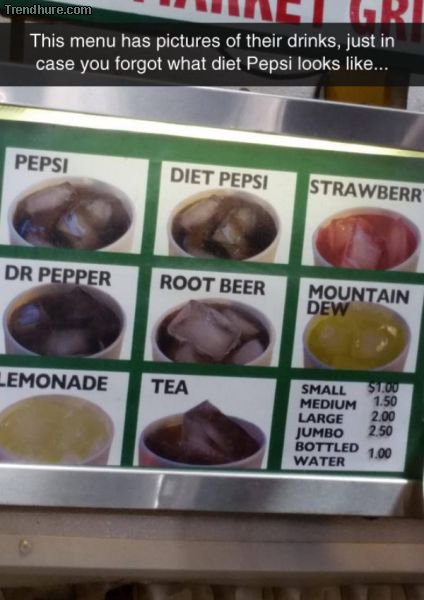 Trendhure.com
MARKET GRI
This menu has pictures of their drinks, just in
case you forgot what diet Pepsi looks like...
PEPSI
DIET PEPSI
STRAWBERR
DR PEPPER
ROOT BEER
MOUNTAIN
DEW
LEMONADE
TEA
SMALL $1.00
MEDIUM 1.50
LARGE 2.00
JUMBO 2.50
BOTTLED
WATER 1.00